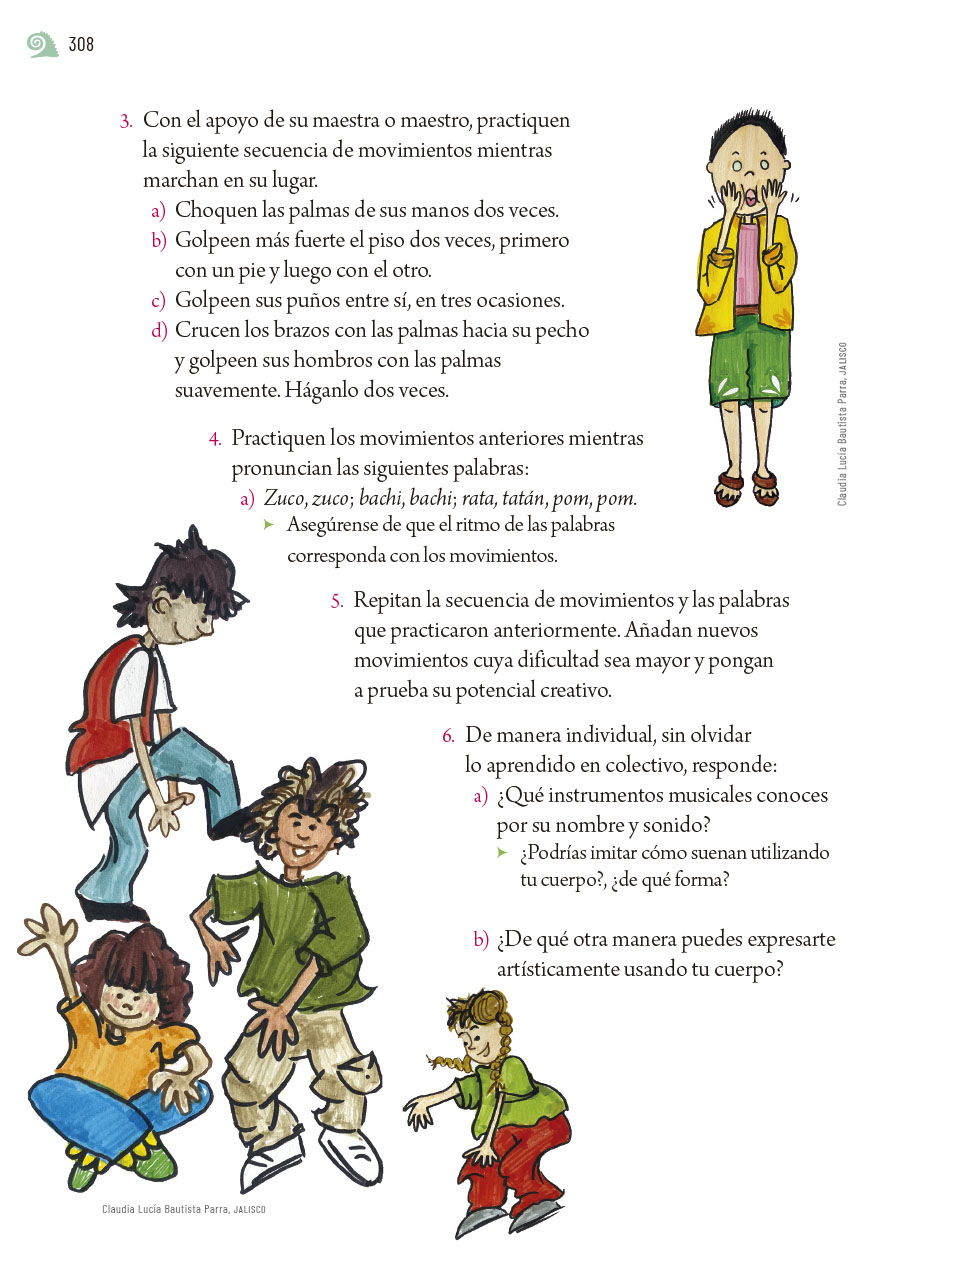 308
3. Con el apoyo de su maestra o maestro, practiquen
la siguiente secuencia de movimientos mientras
marchan en su lugar.
a) Choquen las palmas de sus manos dos veces.
b) Golpeen más fuerte el piso dos veces, primero
con un pie y luego con el otro.
c) Golpeen sus puños entre sí, en tres ocasiones.
d) Crucen los brazos con las palmas hacia su pecho
y golpeen sus hombros con las palmas
suavemente. Háganlo dos veces.
Claudia Lucía Bautista Parra, JALISCO
4. Practiquen los movimientos anteriores mientras
pronuncian las siguientes palabras:
a) Zuco, zuco; bachi, bachi; rata, tatán, pom, pom.
➤ Asegúrense de que el ritmo de las palabras
corresponda con los movimientos.
5. Repitan la secuencia de movimientos y las palabras
que practicaron anteriormente. Añadan nuevos
movimientos cuya dificultad sea mayor y pongan
a prueba su potencial creativo.
6. De manera individual, sin olvidar
lo aprendido en colectivo, responde:
a) ¿Qué instrumentos musicales conoces
por su nombre y sonido?
➤ ¿Podrías imitar cómo suenan utilizando
tu cuerpo?, ¿de qué forma?
b) ¿De qué otra manera puedes expresarte
artísticamente usando tu cuerpo?
Claudia Lucía Bautista Parra, JALISCO